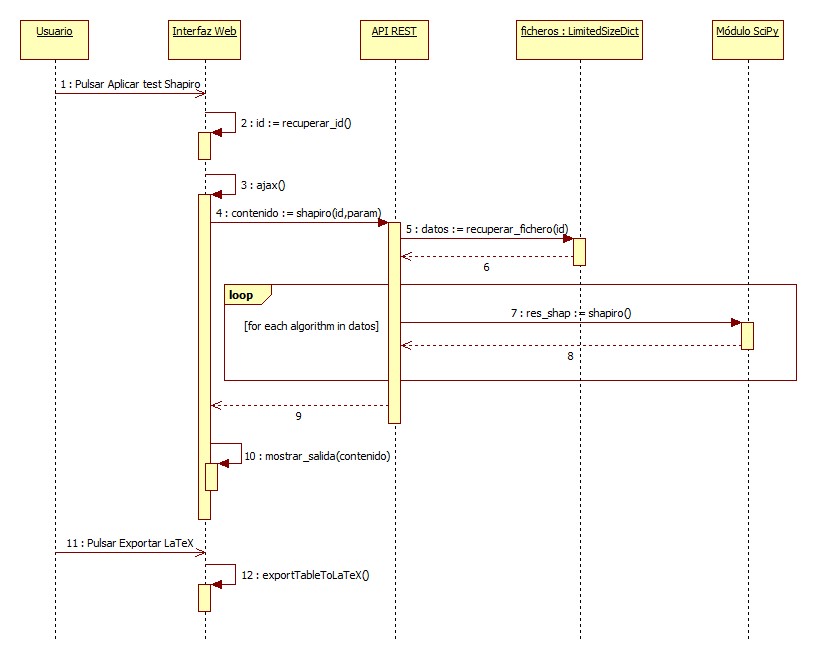 Usuario
Interfaz Web
API REST
ficheros : LimitedSizeDict
Módulo SciPy
1 : Pulsar Aplicar test Shapiro
2 : id := recuperar_id()
3 : ajax()
4 : contenido := shapiro(id,param)
5 : datos := recuperar_fichero(id)
6
loop
[for each algorithm in datos]
7 : res_shap := shapiro()
8
9
10 : mostrar_salida(contenido)
11 : Pulsar Exportar LaTeX
12 : exportTableToLaTeX()